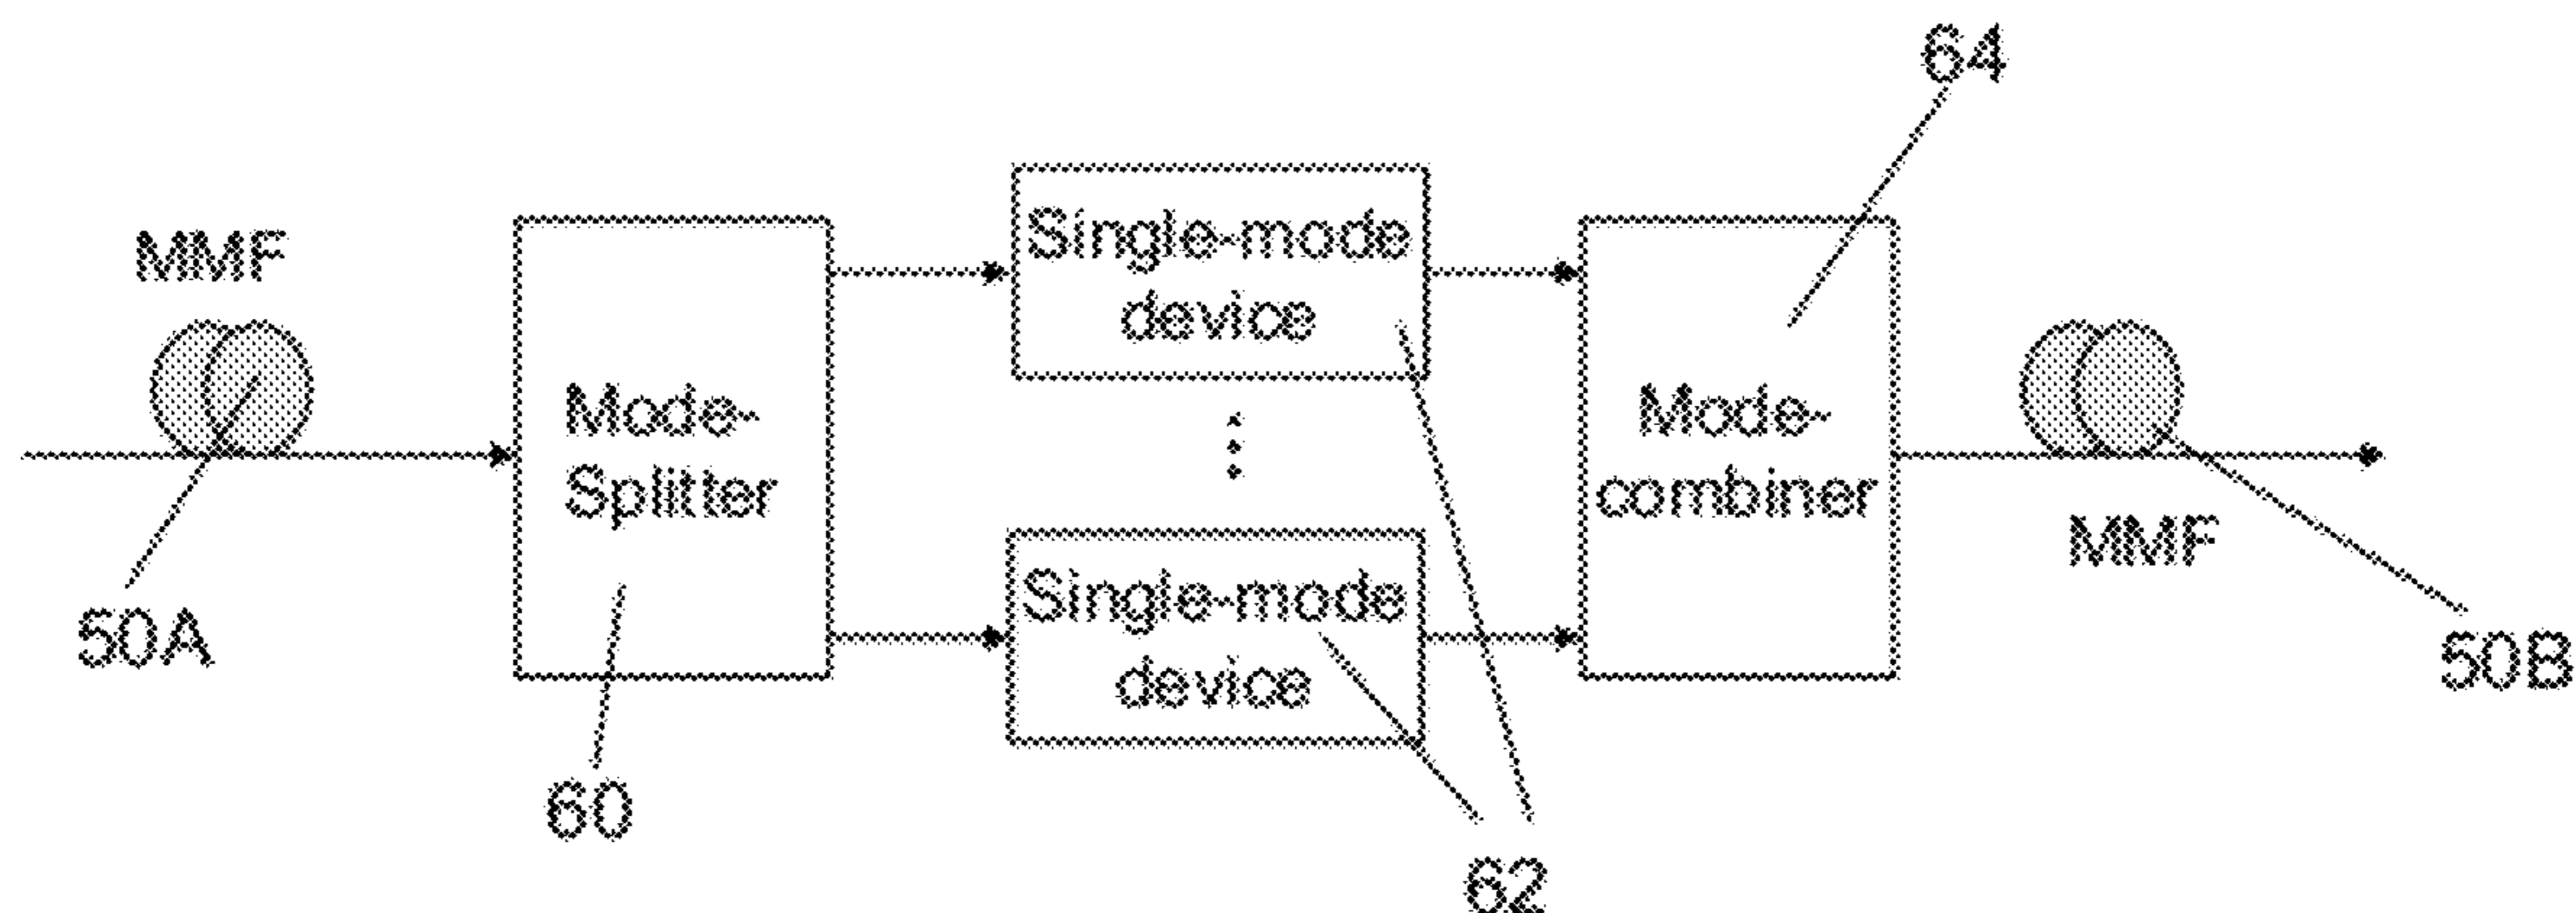 64
MMF
Single-mode
device
Mode-
Splitter
Mode-
combiner
MMF
Single-mode
device
50A
50B
60
62